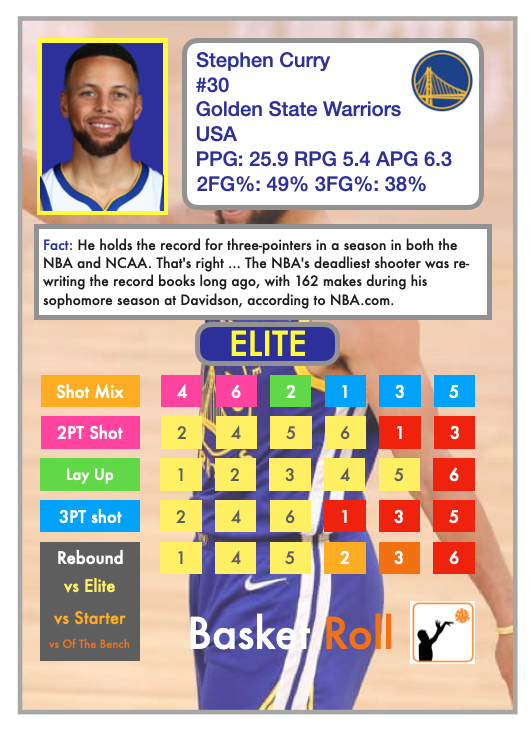 Stephen Curry
#30
Golden State Warriors
USA
PPG: 25.9 RPG 5.4 APG 6.3
2FG%: 49% 3FG%: 38%
Fact: He holds the record for three-pointers in a season in both the
NBA and NCAA. That's right ... The NBA's deadliest shooter was re-
writing the record books long ago, with 162 makes during his
sophomore season at Davidson, according to NBA.com.
ELITE
Shot Mix 4 6 2 1 3 5
2PT Shot 2 4 5 6 1 3
Lay Up 1 2 3 4 5 6
3PT shot 2 4 6 1 3 5
Rebound 1 4 5 2 3 6
vs Elite
vs Starter
vs Of The Bench
Basket Roll